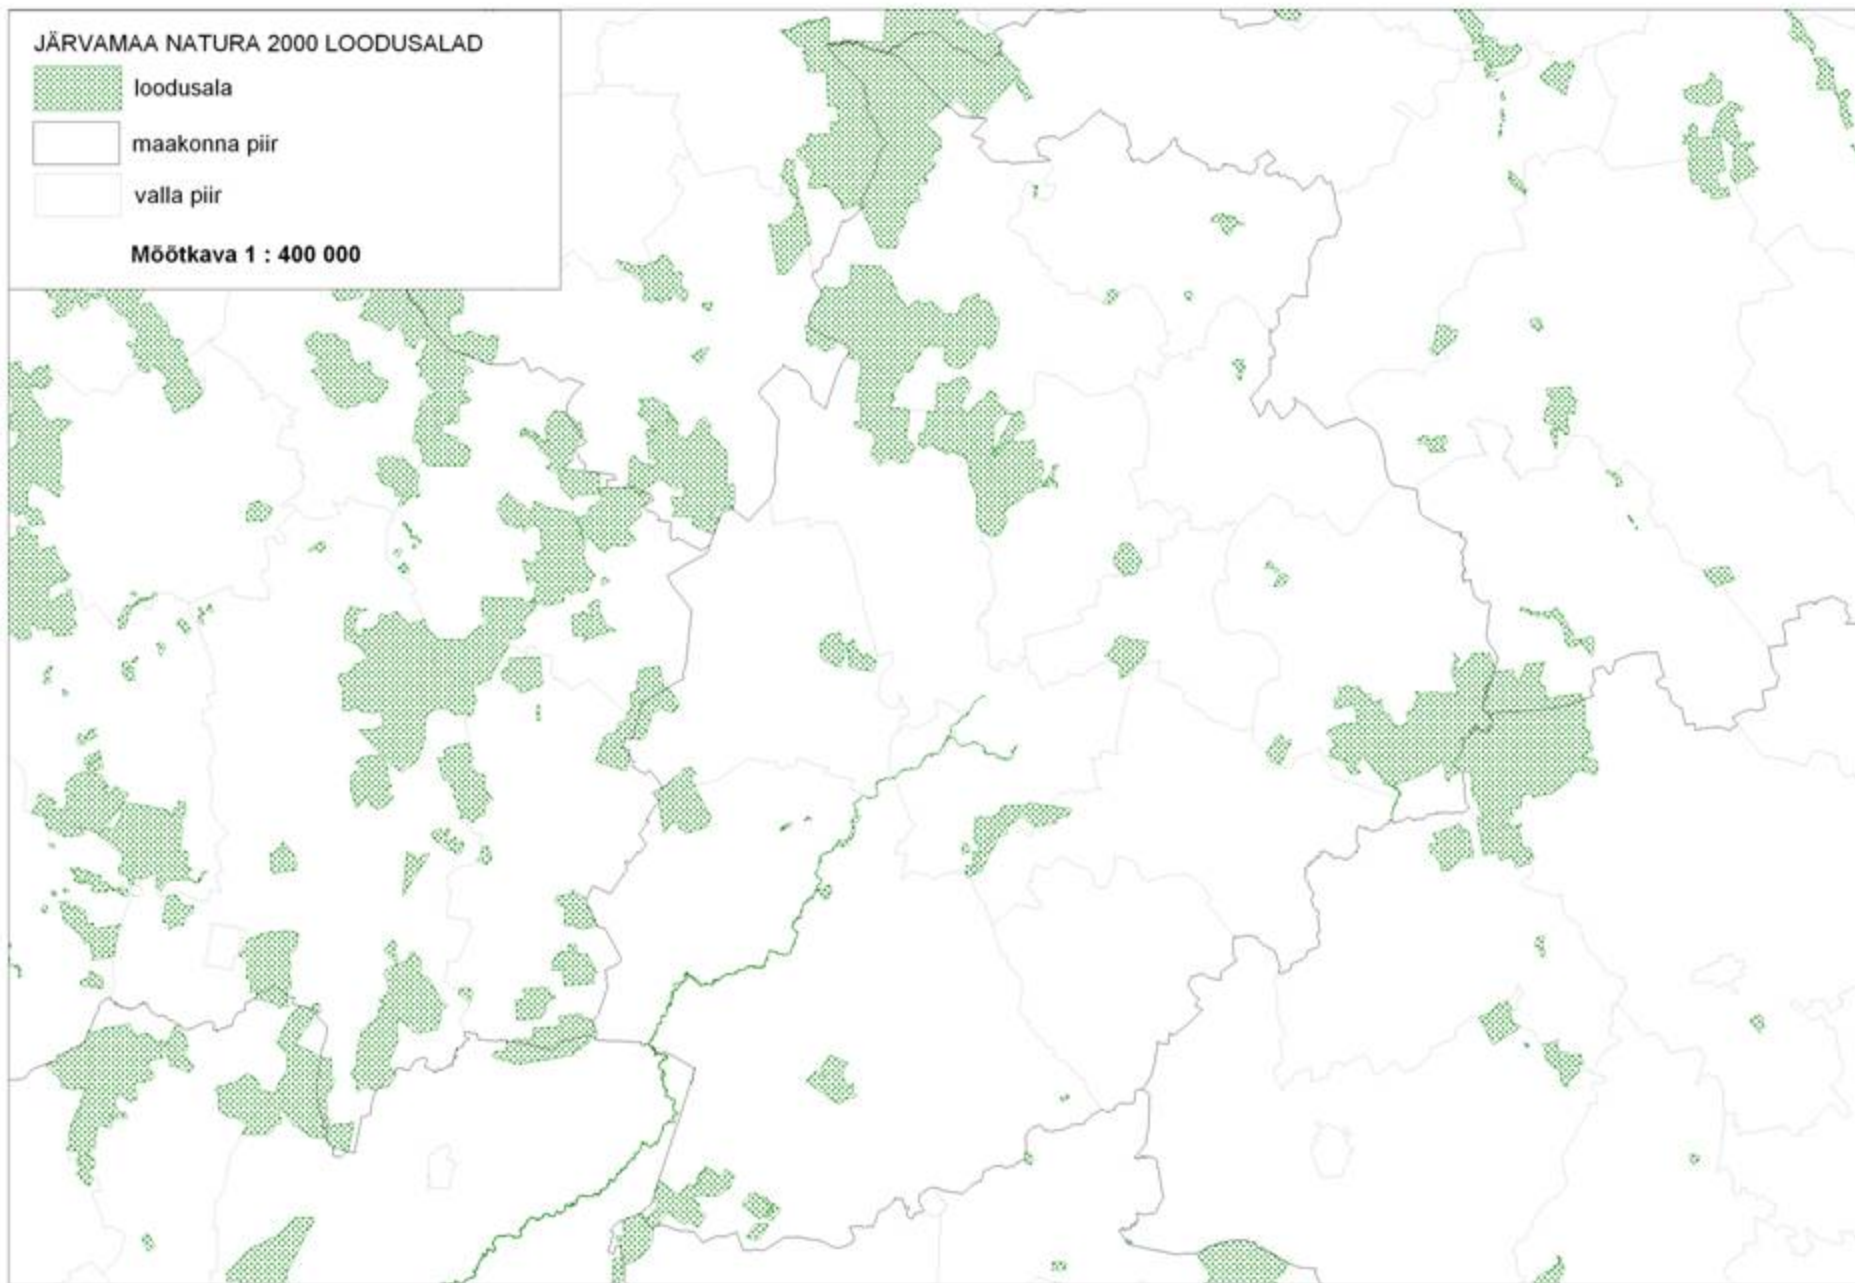 JÄRVAMAA NATURA 2000 LOODUSALAD
loodusala
maakonna piir
valla piir
Mõõtkava 1 : 400 000